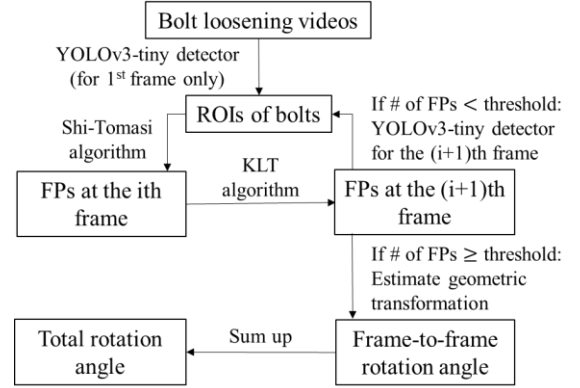 Bolt loosening videos
YOLOv3-tiny detector
(for 1st frame only)
ROIs of bolts
If # of FPs < threshold:
YOLOv3-tiny detector
for the (i+1)th frame
Shi-Tomasi
algorithm
KLT
algorithm
FPs at the ith
frame
FPs at the (i+1)th
frame
If # of FPs ≥ threshold:
Estimate geometric
transformation
Total rotation
angle
Sum up
Frame-to-frame
rotation angle